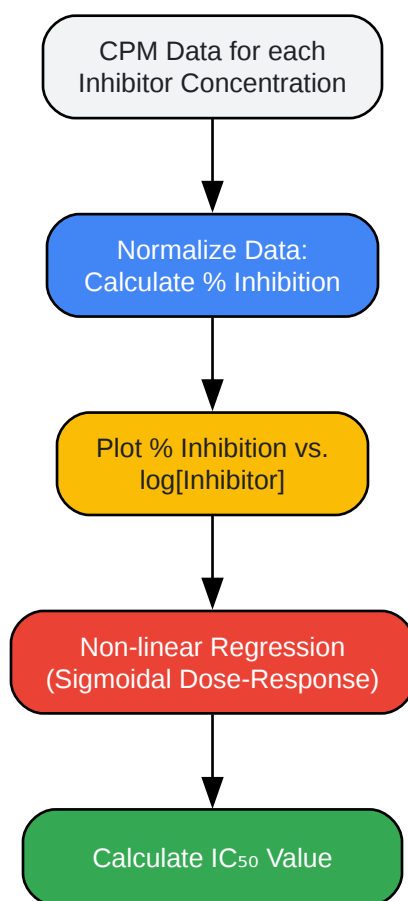 CPM Data for each
Inhibitor Concentration
Normalize Data:
Calculate % Inhibition
Plot % Inhibition vs.
log[Inhibitor]
Non-linear Regression
(Sigmoidal Dose-Response)
Calculate IC₅₀ Value